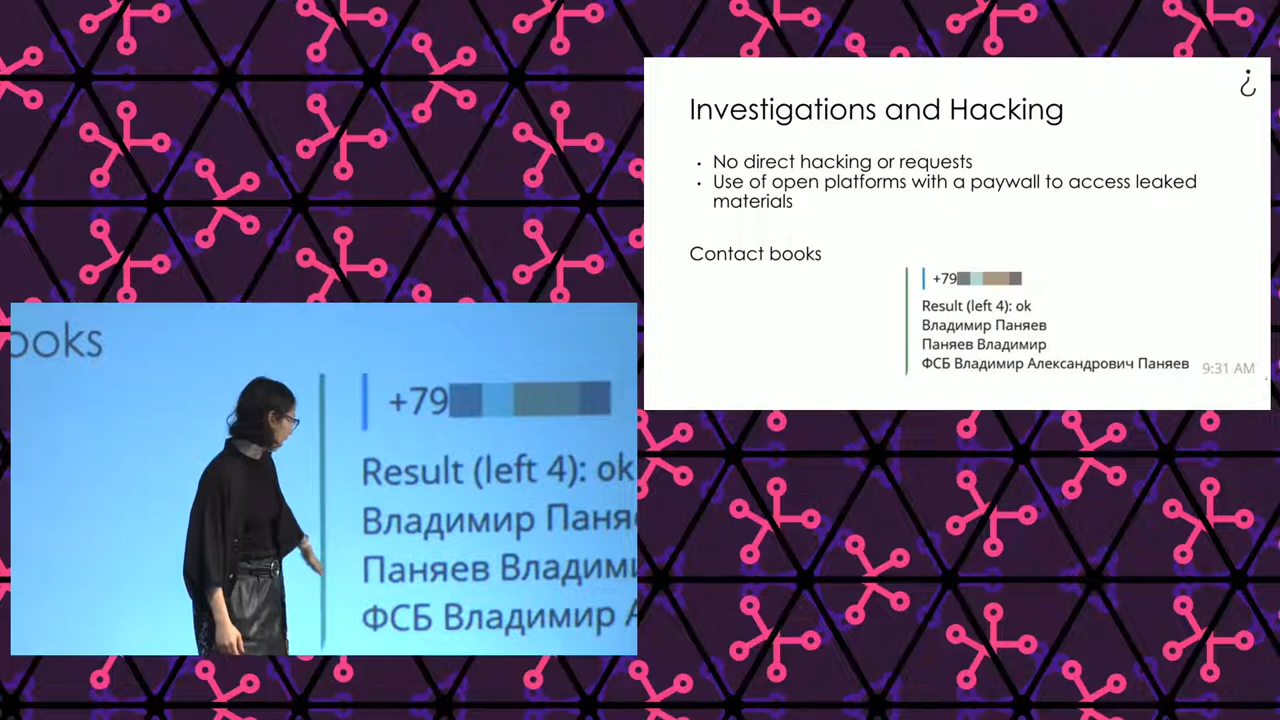 ¿
Investigations and Hacking
• No direct hacking or requests
• Use of open platforms with a paywall to access leaked
materials
Contact books
+79
Result (left 4): ok
Владимир Паняев
Паняев Владимир
ФСБ Владимир Александрович Паняев
9:31 AM
ooks
+79
Result (left 4): ok
Владимир Паня
Паняев Владими
ФСБ Владимир А